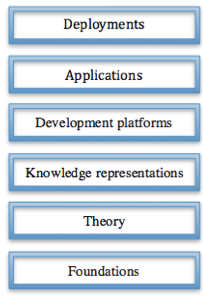 Deployments
Applications
Development platforms
Knowledge representations
Theory
Foundations